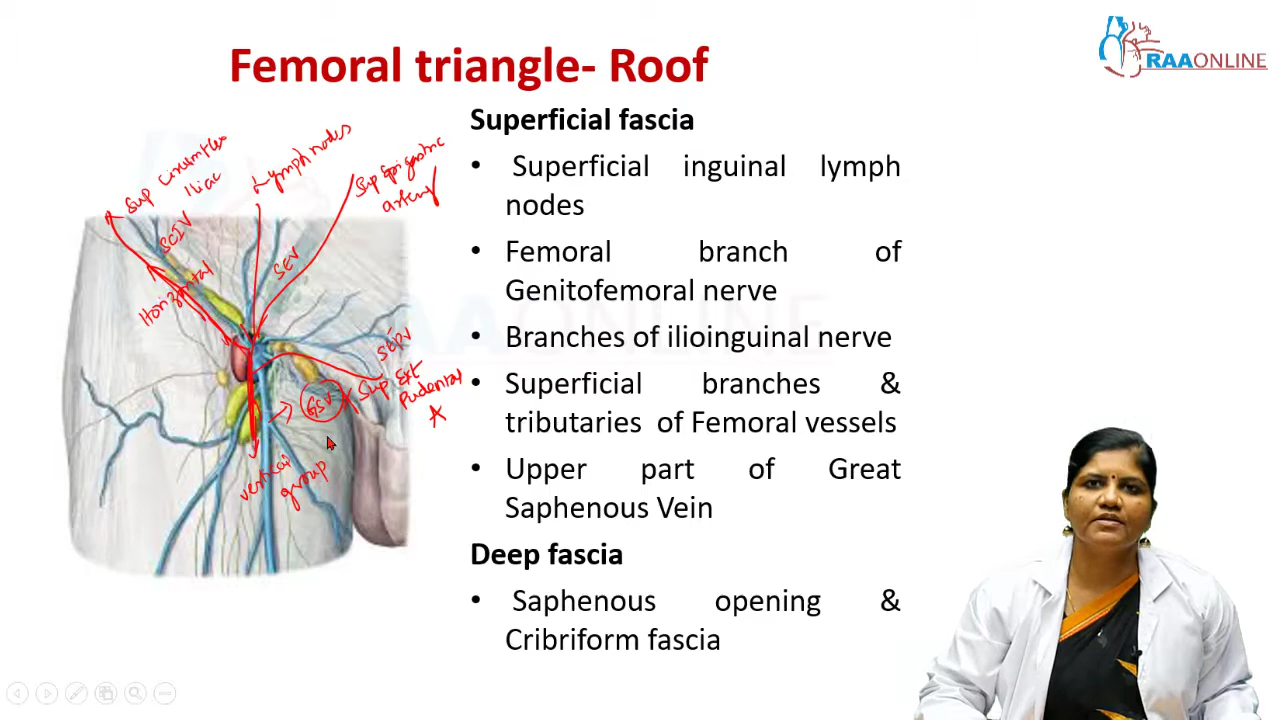 Femoral triangle- Roof
RAAONLINE
Superficial fascia
• Superficial inguinal lymph
nodes
• Femoral branch of
Genitofemoral nerve
• Branches of ilioinguinal nerve
• Superficial branches &
tributaries of Femoral vessels
• Upper part of Great
Saphenous Vein
Deep fascia
• Saphenous opening &
Cribriform fascia
Sup Circumflex
Iliac
Lymph nodes
Sup Epigastric
artery
SCIV
SEV
Horizontal
SEPV
GSV
Sup Ext
Pudental
A
vertical
group